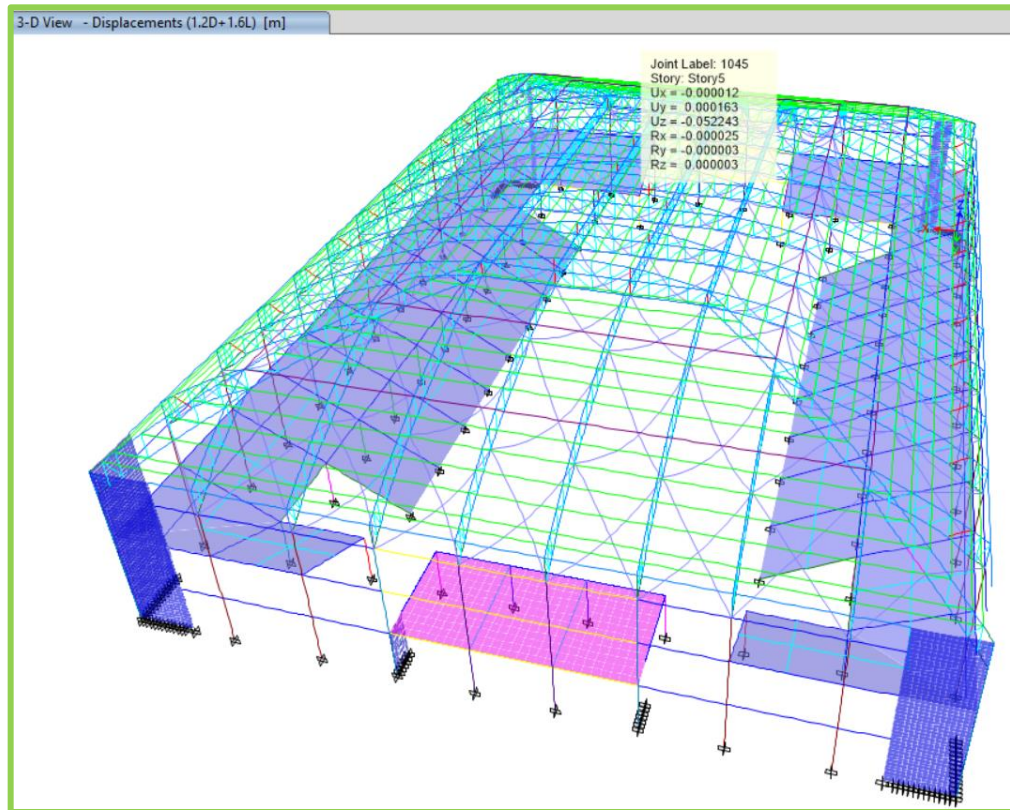 3-D View - Displacements (1.2D+1.6L) [m]
Joint Label: 1045
Story: Story5
Ux = -0.000012
Uy = 0.000163
Uz = -0.052243
Rx = -0.000025
Ry = -0.000003
Rz = 0.000003